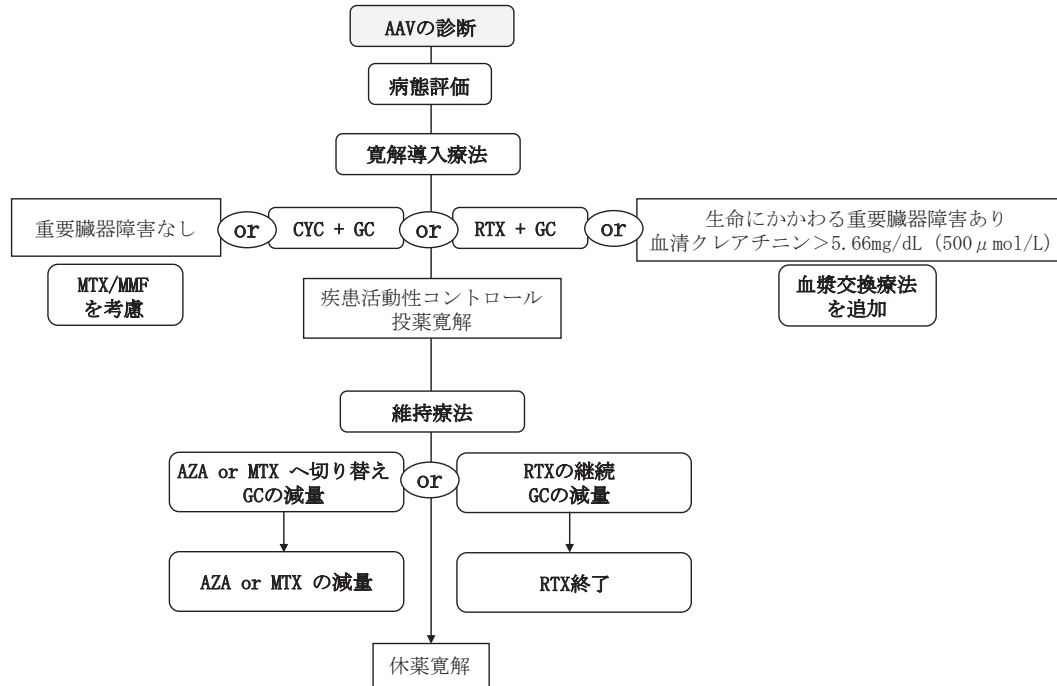 AAVの診断
病態評価
寛解導入療法
重要臓器障害なし
or
CYC + GC
or
RTX + GC
or
生命にかかわる重要臓器障害あり
血清クレアチニン＞5.66mg/dL (500μmol/L)
MTX/MMF
を考慮
疾患活動性コントロール
投薬寛解
血漿交換療法
を追加
維持療法
AZA or MTX へ切り替え
GCの減量
or
RTXの継続
GCの減量
AZA or MTX の減量
RTX終了
休薬寛解